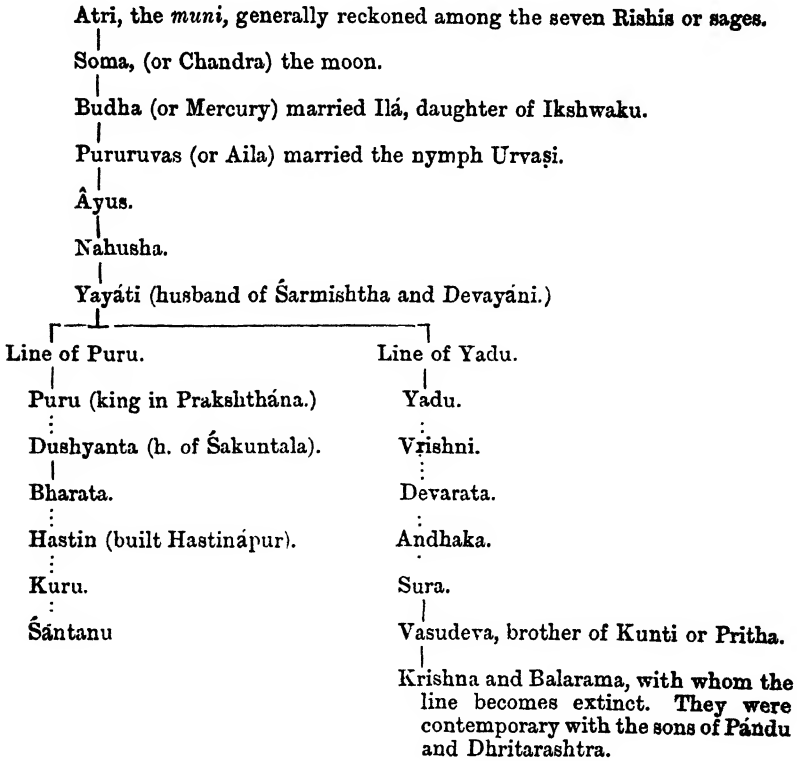 Atri, the muni, generally reckoned among the seven Rishis or sages.
Soma, (or Chandra) the moon.
Budha (or Mercury) married Ilá, daughter of Ikshwaku.
Pururuvas (or Aila) married the nymph Urvaṣi.
Âyus.
Nahusha.
Yayáti (husband of Śarmishtha and Devayáni.)
Line of Puru.
Puru (king in Prakshthána.)
Dushyanta (h. of Śakuntala).
Bharata.
Hastin (built Hastinápur).
Kuru.
Śántanu
Line of Yadu.
Yadu.
Vṛishni.
Devarata.
Andhaka.
Sura.
Vasudeva, brother of Kunti or Pritha.
Krishna and Balarama, with whom the
line becomes extinct. They were
contemporary with the sons of Pándu
and Dhritarashtra.